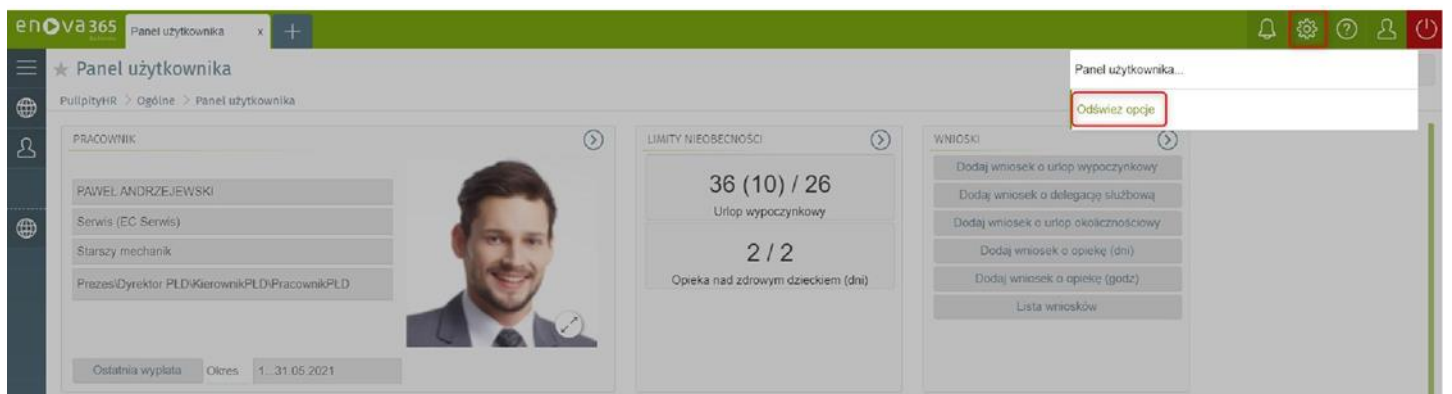 enova365
Panel użytkownika x +
Panel użytkownika
PullpityHR > Ogólne > Panel użytkownika
Panel użytkownika...
Odśwież opcje
PRACOWNIK
PAWEŁ ANDRZEJEWSKI
Serwis (EC Serwis)
Starszy mechanik
Prezes\Dyrektor PŁD\KierownikPŁD\PracownikPŁD
Ostatnia wypłata Okres 1...31.05.2021
LIMITY NIEOBECNOŚCI
36 (10) / 26
Urlop wypoczynkowy
2 / 2
Opieka nad zdrowym dzieckiem (dni)
WNIOSKI
Dodaj wniosek o urlop wypoczynkowy
Dodaj wniosek o delegację służbową
Dodaj wniosek o urlop okolicznościowy
Dodaj wniosek o opiekę (dni)
Dodaj wniosek o opiekę (godz)
Lista wniosków